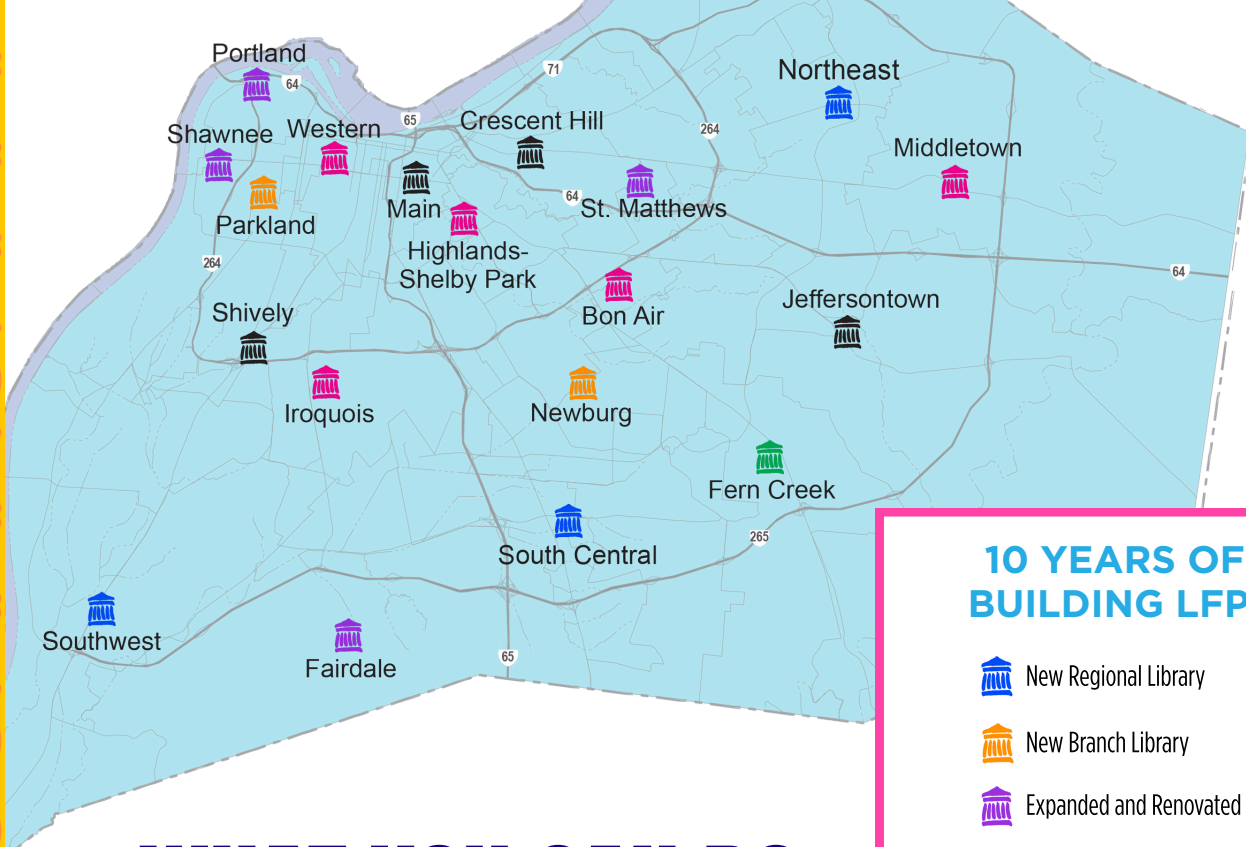 Portland
64
71
Northeast
65
Crescent Hill
Shawnee
Western
264
Middletown
64
Main
St. Matthews
Parkland
Highlands-
Shelby Park
264
64
Jeffersontown
Shively
Bon Air
Iroquois
Newburg
Fern Creek
265
South Central
Southwest
Fairdale
65
10 YEARS OF
BUILDING LFP
New Regional Library
New Branch Library
Expanded and Renovated